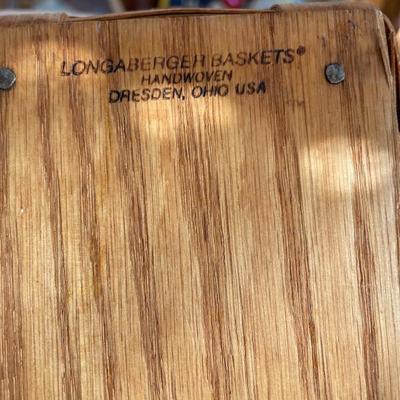 LONGABERGER BASKETS®
HANDWOVEN
DRESDEN, OHIO USA